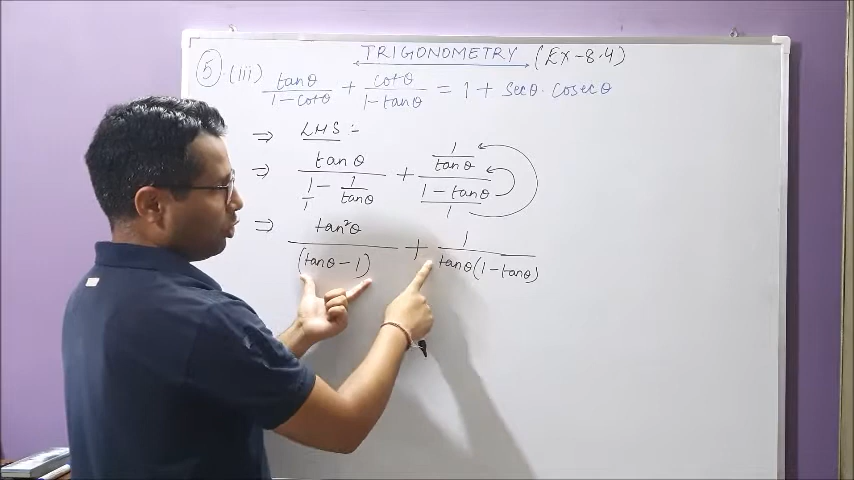 TRIGONOMETRY (Ex-8.4)
5 (iii) tanθ/(1-cotθ) + cotθ/(1-tanθ) = 1 + secθ. cosecθ
⇒ LHS:-
⇒ tanθ/(1/1 - 1/tanθ) + (1/tanθ)/((1-tanθ)/1)
⇒ tan²θ/(tanθ-1) + 1/(tanθ(1-tanθ))